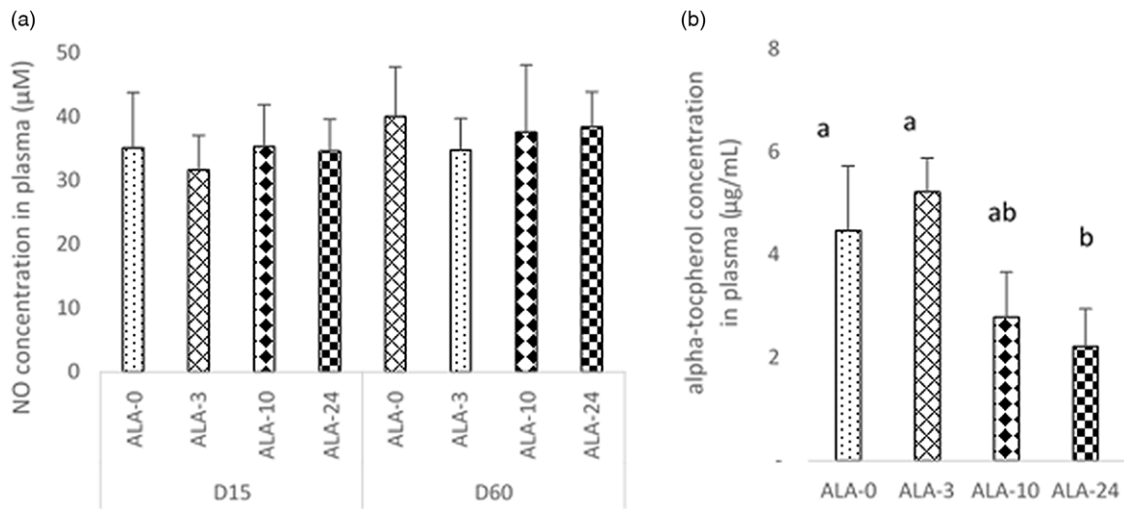 (a)
NO concentration in plasma (µM)
50
40
30
20
10
0
ALA-0
ALA-3
ALA-10
ALA-24
ALA-0
ALA-3
ALA-10
ALA-24
D15
D60
(b)
alpha-tocpherol concentration
in plasma (µg/mL)
8
6
4
2
-
a
a
ab
b
ALA-0
ALA-3
ALA-10
ALA-24